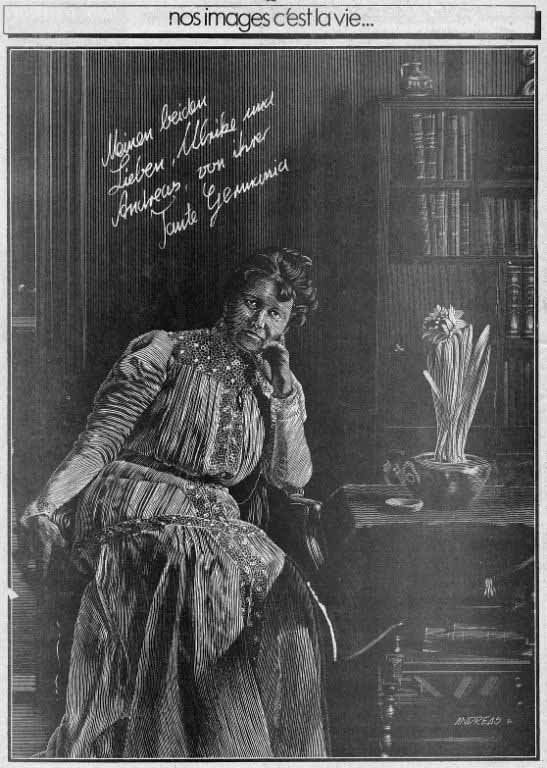 nos images c'est la vie...
Meinen beiden
Lieben, Ulrike und
Andreas, von ihrer
Tante Germania
ANDREAS